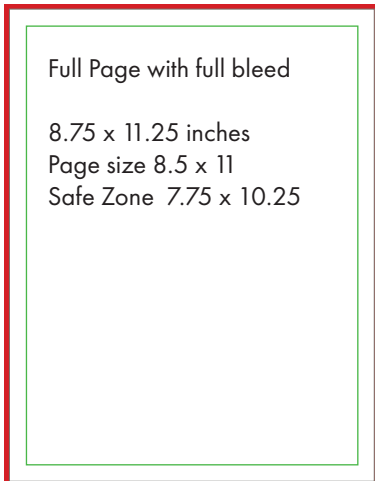 Full Page with full bleed
8.75 x 11.25 inches
Page size 8.5 x 11
Safe Zone 7.75 x 10.25